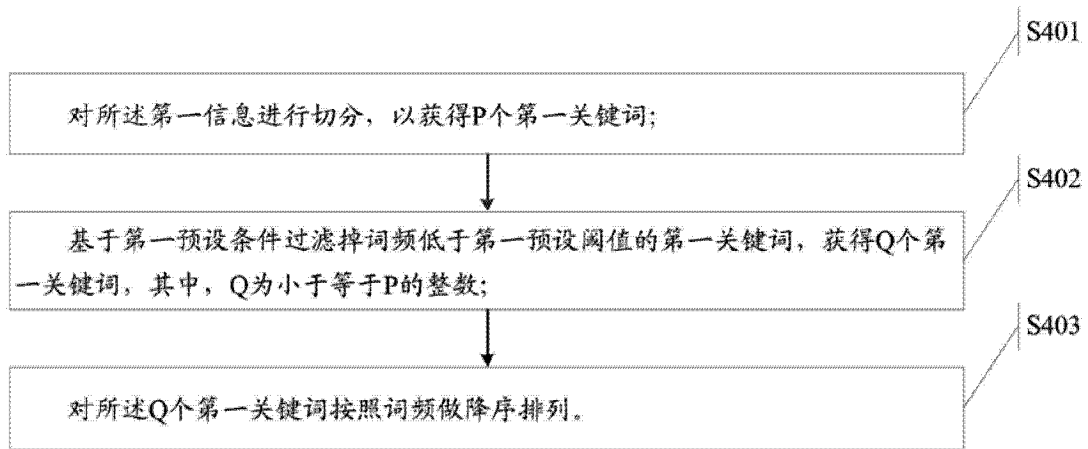 S401
对所述第一信息进行切分，以获得P个第一关键词；
S402
基于第一预设条件过滤掉词频低于第一预设阈值的第一关键词，获得Q个第
一关键词，其中，Q为小于等于P的整数；
S403
对所述Q个第一关键词按照词频做降序排列。